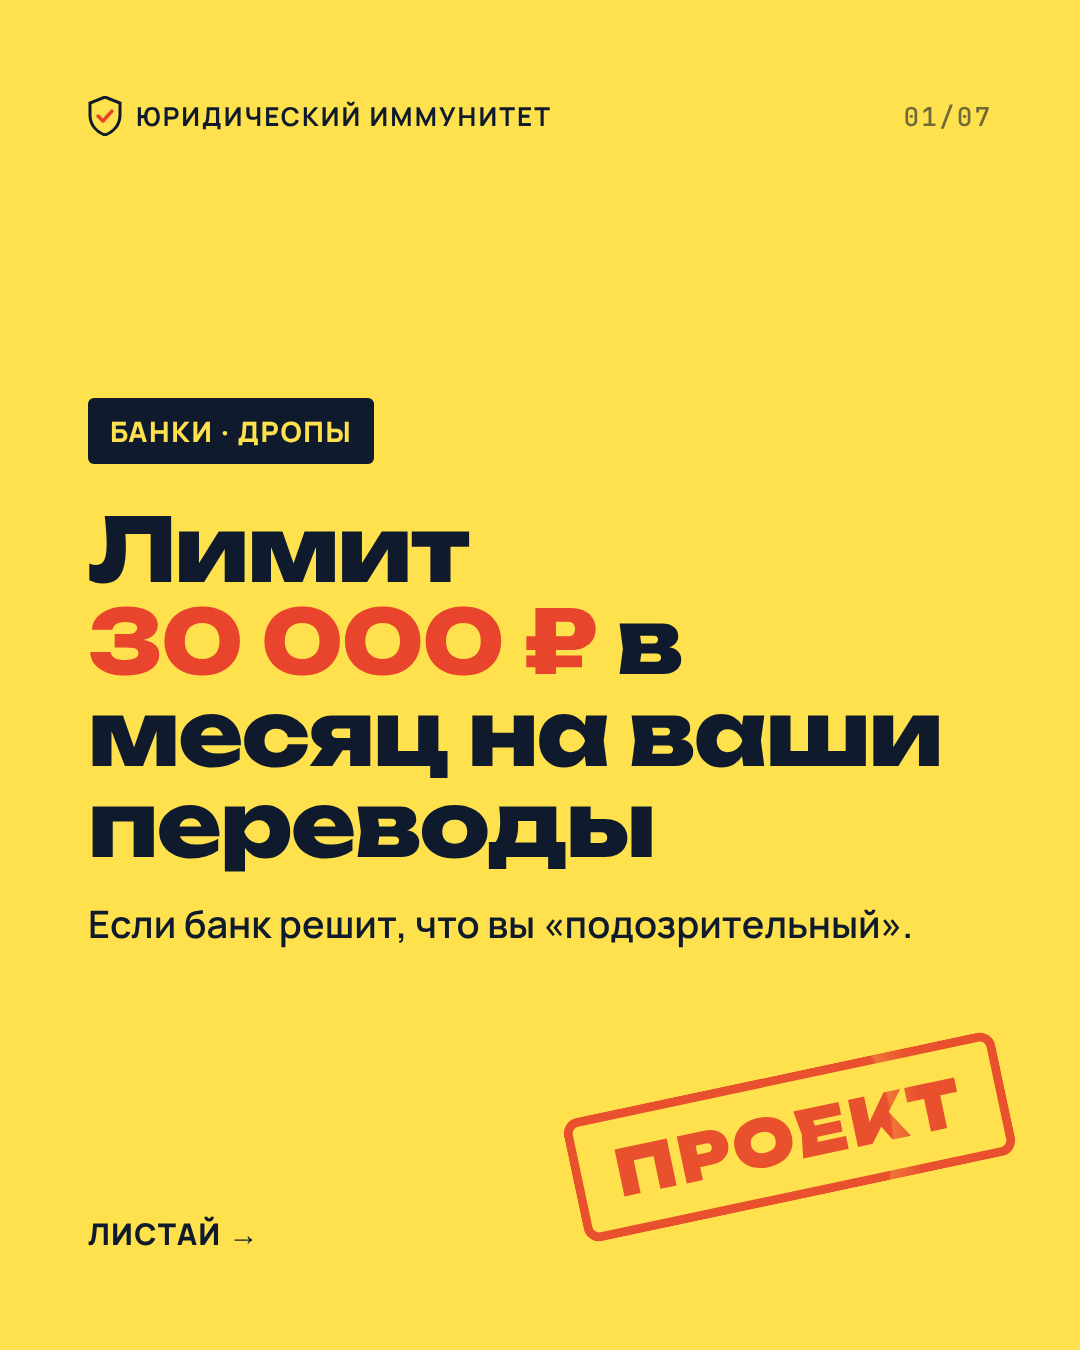 ЮРИДИЧЕСКИЙ ИММУНИТЕТ
01/07
БАНКИ · ДРОПЫ
Лимит
30 000 ₽ в
месяц на ваши
переводы
Если банк решит, что вы «подозрительный».
ПРОЕКТ
ЛИСТАЙ →